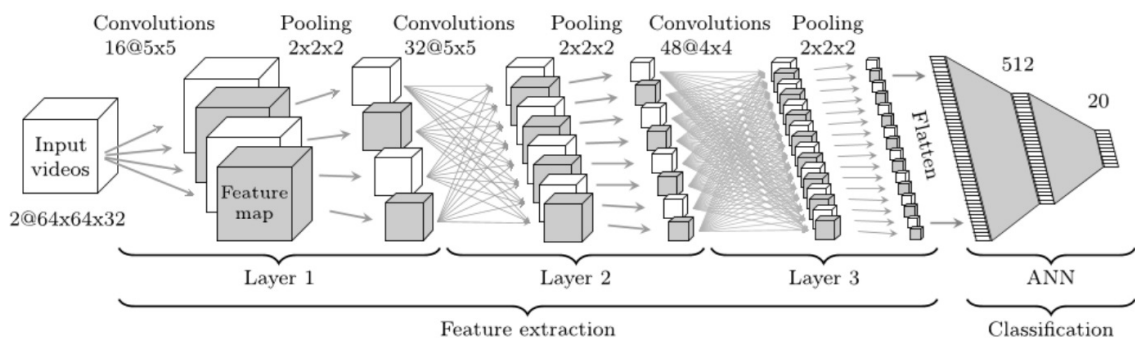 Convolutions
16@5x5
Pooling
2x2x2
Convolutions
32@5x5
Pooling
2x2x2
Convolutions
48@4x4
Pooling
2x2x2
512
20
Input
videos
2@64x64x32
Feature
map
Flatten
Layer 1
Layer 2
Layer 3
ANN
Feature extraction
Classification